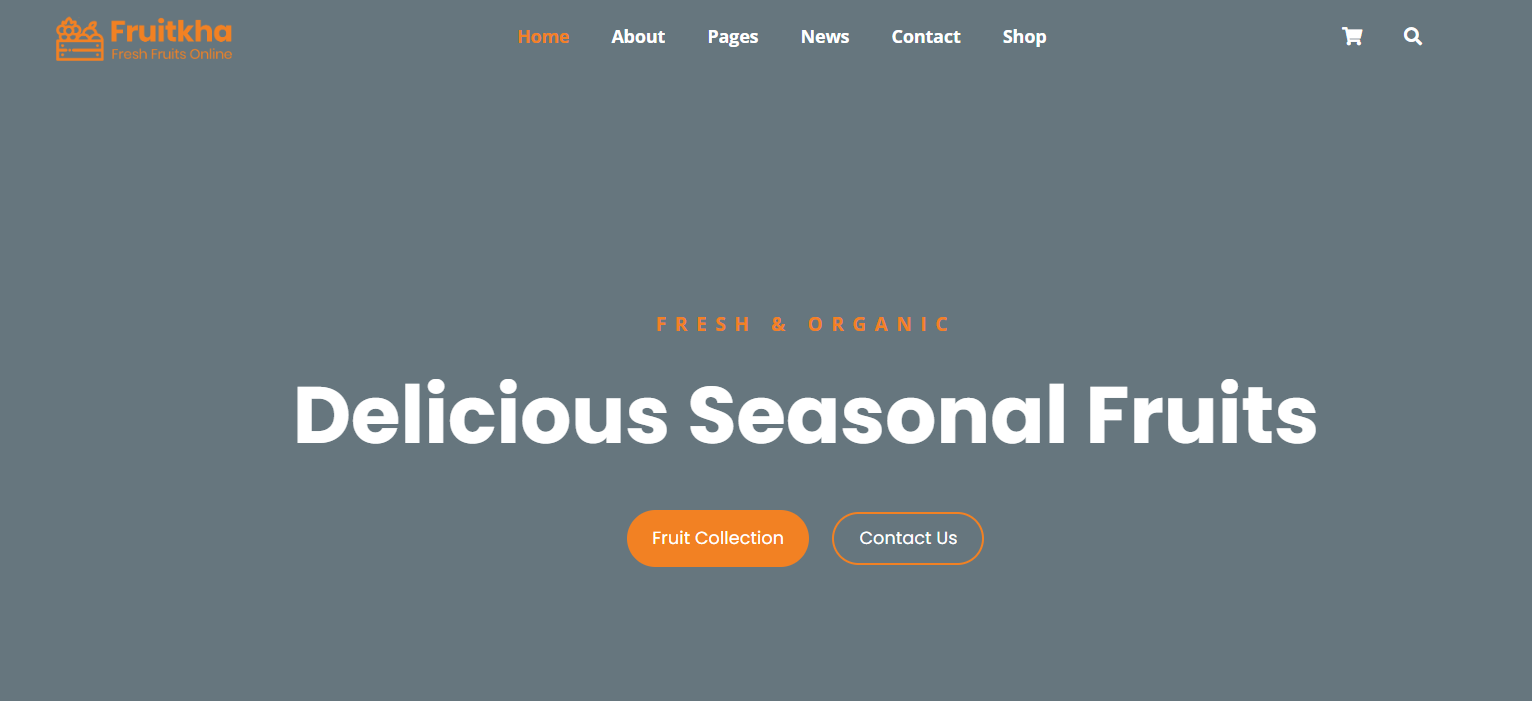 Fruitkha
Fresh Fruits Online
Home About Pages News Contact Shop
FRESH & ORGANIC
Delicious Seasonal Fruits
Fruit Collection Contact Us